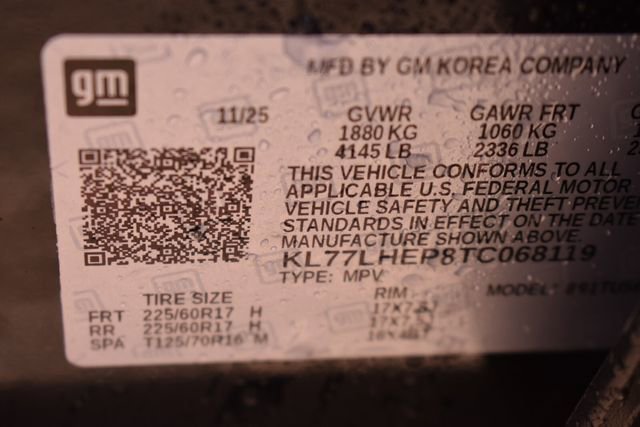 gm
MFD BY GM KOREA COMPANY
11/25 GVWR GAWR FRT
1880 KG 1060 KG
4145 LB 2336 LB
THIS VEHICLE CONFORMS TO ALL
APPLICABLE U.S. FEDERAL MOTOR
VEHICLE SAFETY AND THEFT PREVE
STANDARDS IN EFFECT ON THE DATE
MANUFACTURE SHOWN ABOVE.
KL77LHEP8TC068119
TYPE: MPV MODEL:
TIRE SIZE RIM
FRT 225/60R17 H
RR 225/60R17 H
SPA T125/70R16 M